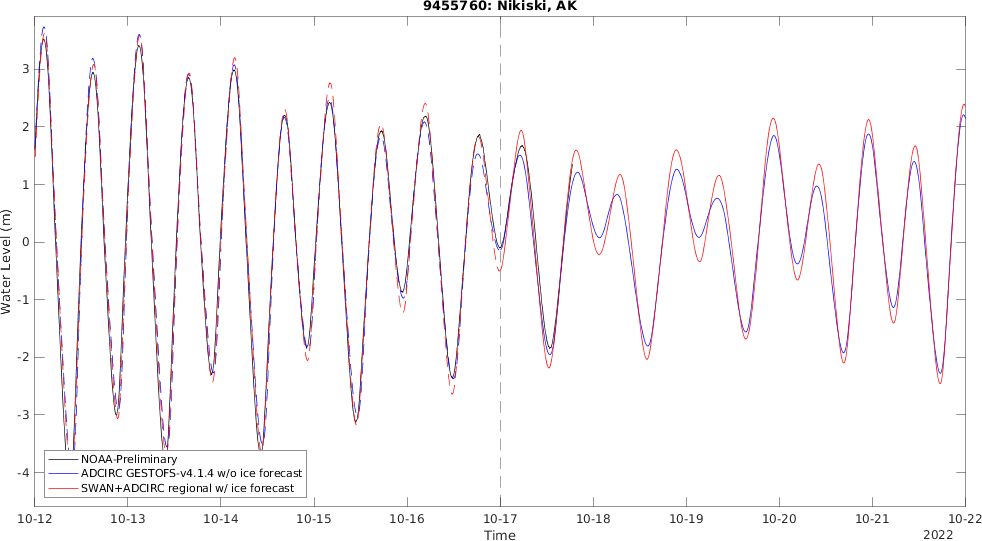 9455760: Nikiski, AK
Water Level (m)
3
2
1
0
-1
-2
-3
-4
NOAA-Preliminary
ADCIRC GESTOFS-v4.1.4 w/o ice forecast
SWAN+ADCIRC regional w/ ice forecast
10-12 10-13 10-14 10-15 10-16 10-17 10-18 10-19 10-20 10-21 10-22
Time
2022